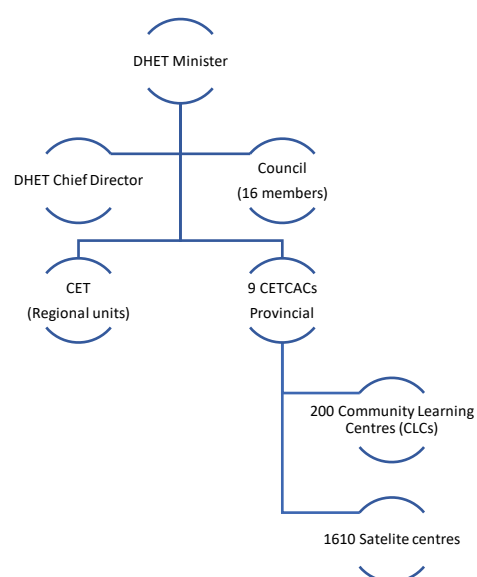 DHET Minister
DHET Chief Director
Council
(16 members)
CET
(Regional units)
9 CETCACs
Provincial
200 Community Learning
Centres (CLCs)
1610 Satelite centres